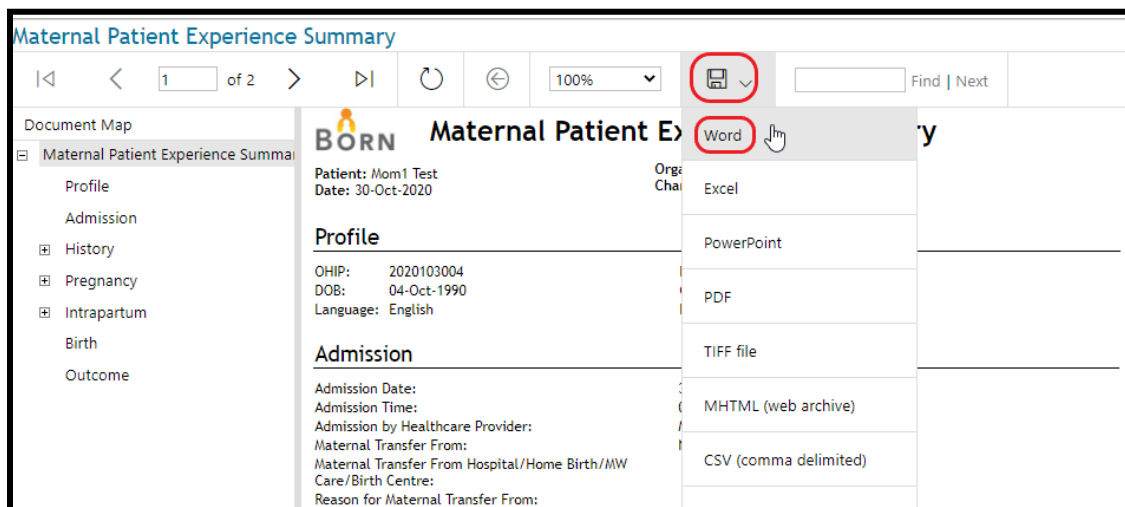 Maternal Patient Experience Summary
1 of 2 100% Find | Next
Document Map
Maternal Patient Experience Summar
Profile
Admission
History
Pregnancy
Intrapartum
Birth
Outcome
BORN
Maternal Patient Ex
y
Patient: Mom1 Test
Date: 30-Oct-2020
Orga
Char
Profile
OHIP: 2020103004
DOB: 04-Oct-1990
Language: English
Admission
Admission Date:
Admission Time:
Admission by Healthcare Provider:
Maternal Transfer From:
Maternal Transfer From Hospital/Home Birth/MW
Care/Birth Centre:
Reason for Maternal Transfer From:
Word
Excel
PowerPoint
PDF
TIFF file
MHTML (web archive)
CSV (comma delimited)